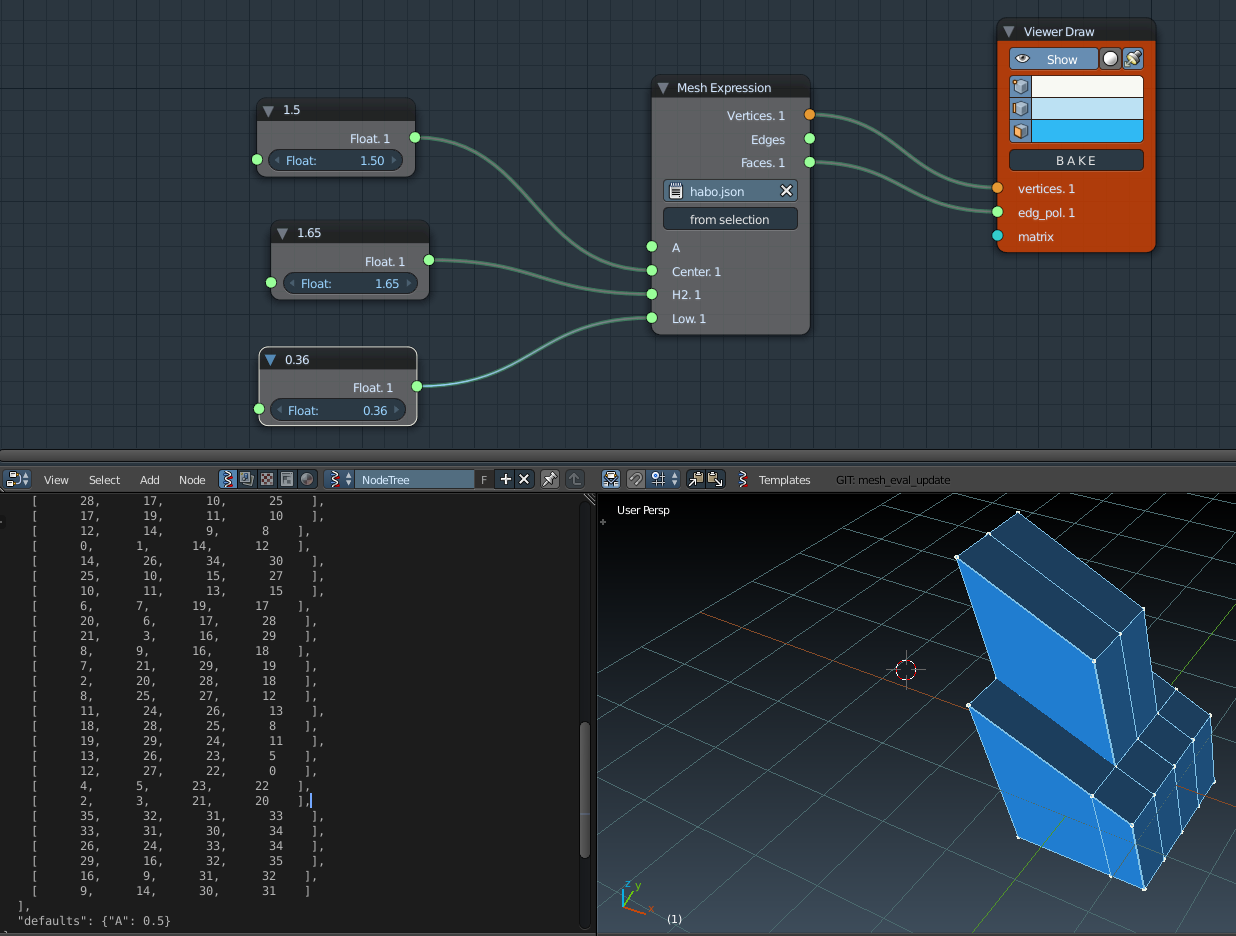 Viewer Draw
Show
BAKE
vertices. 1
edg_pol. 1
matrix
Mesh Expression
Vertices. 1
Edges
Faces. 1
habo.json
from selection
A
Center. 1
H2. 1
Low. 1
1.5
Float. 1
Float: 1.50
1.65
Float. 1
Float: 1.65
0.36
Float. 1
Float: 0.36
View Select Add Node NodeTree F Templates GIT: mesh_eval_update
[ 28, 17, 10, 25 ],
[ 17, 19, 11, 10 ],
[ 12, 14, 9, 8 ],
[ 0, 1, 14, 12 ],
[ 14, 26, 34, 30 ],
[ 25, 10, 15, 27 ],
[ 10, 11, 13, 15 ],
[ 6, 7, 19, 17 ],
[ 20, 6, 17, 28 ],
[ 21, 3, 16, 29 ],
[ 8, 9, 16, 18 ],
[ 7, 21, 29, 19 ],
[ 2, 20, 28, 18 ],
[ 8, 25, 27, 12 ],
[ 11, 24, 26, 13 ],
[ 18, 28, 25, 8 ],
[ 19, 29, 24, 11 ],
[ 13, 26, 23, 5 ],
[ 12, 27, 22, 0 ],
[ 4, 5, 23, 22 ],
[ 2, 3, 21, 20 ],
[ 35, 32, 31, 33 ],
[ 33, 31, 30, 34 ],
[ 26, 24, 33, 34 ],
[ 29, 16, 32, 35 ],
[ 16, 9, 31, 32 ],
[ 9, 14, 30, 31 ]
],
"defaults": {"A": 0.5}
User Persp
z
y
x
(1)